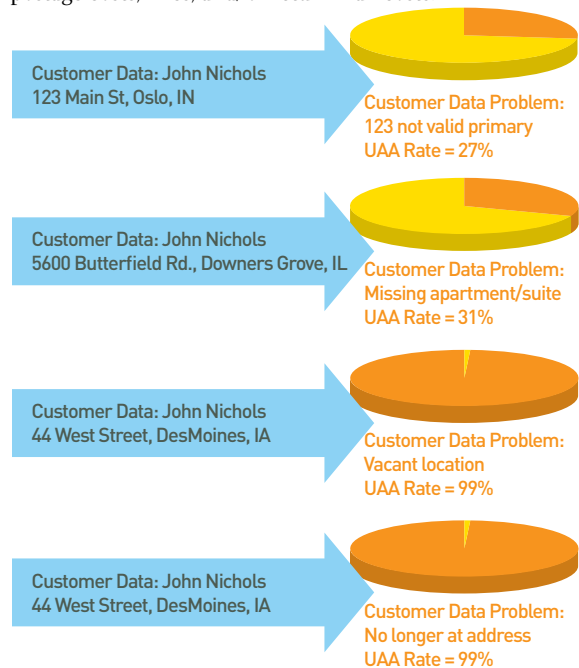 Customer Data: John Nichols
123 Main St, Oslo, IN
Customer Data Problem:
123 not valid primary
UAA Rate = 27%
Customer Data: John Nichols
5600 Butterfield Rd., Downers Grove, IL
Customer Data Problem:
Missing apartment/suite
UAA Rate = 31%
Customer Data: John Nichols
44 West Street, DesMoines, IA
Customer Data Problem:
Vacant location
UAA Rate = 99%
Customer Data: John Nichols
44 West Street, DesMoines, IA
Customer Data Problem:
No longer at address
UAA Rate = 99%